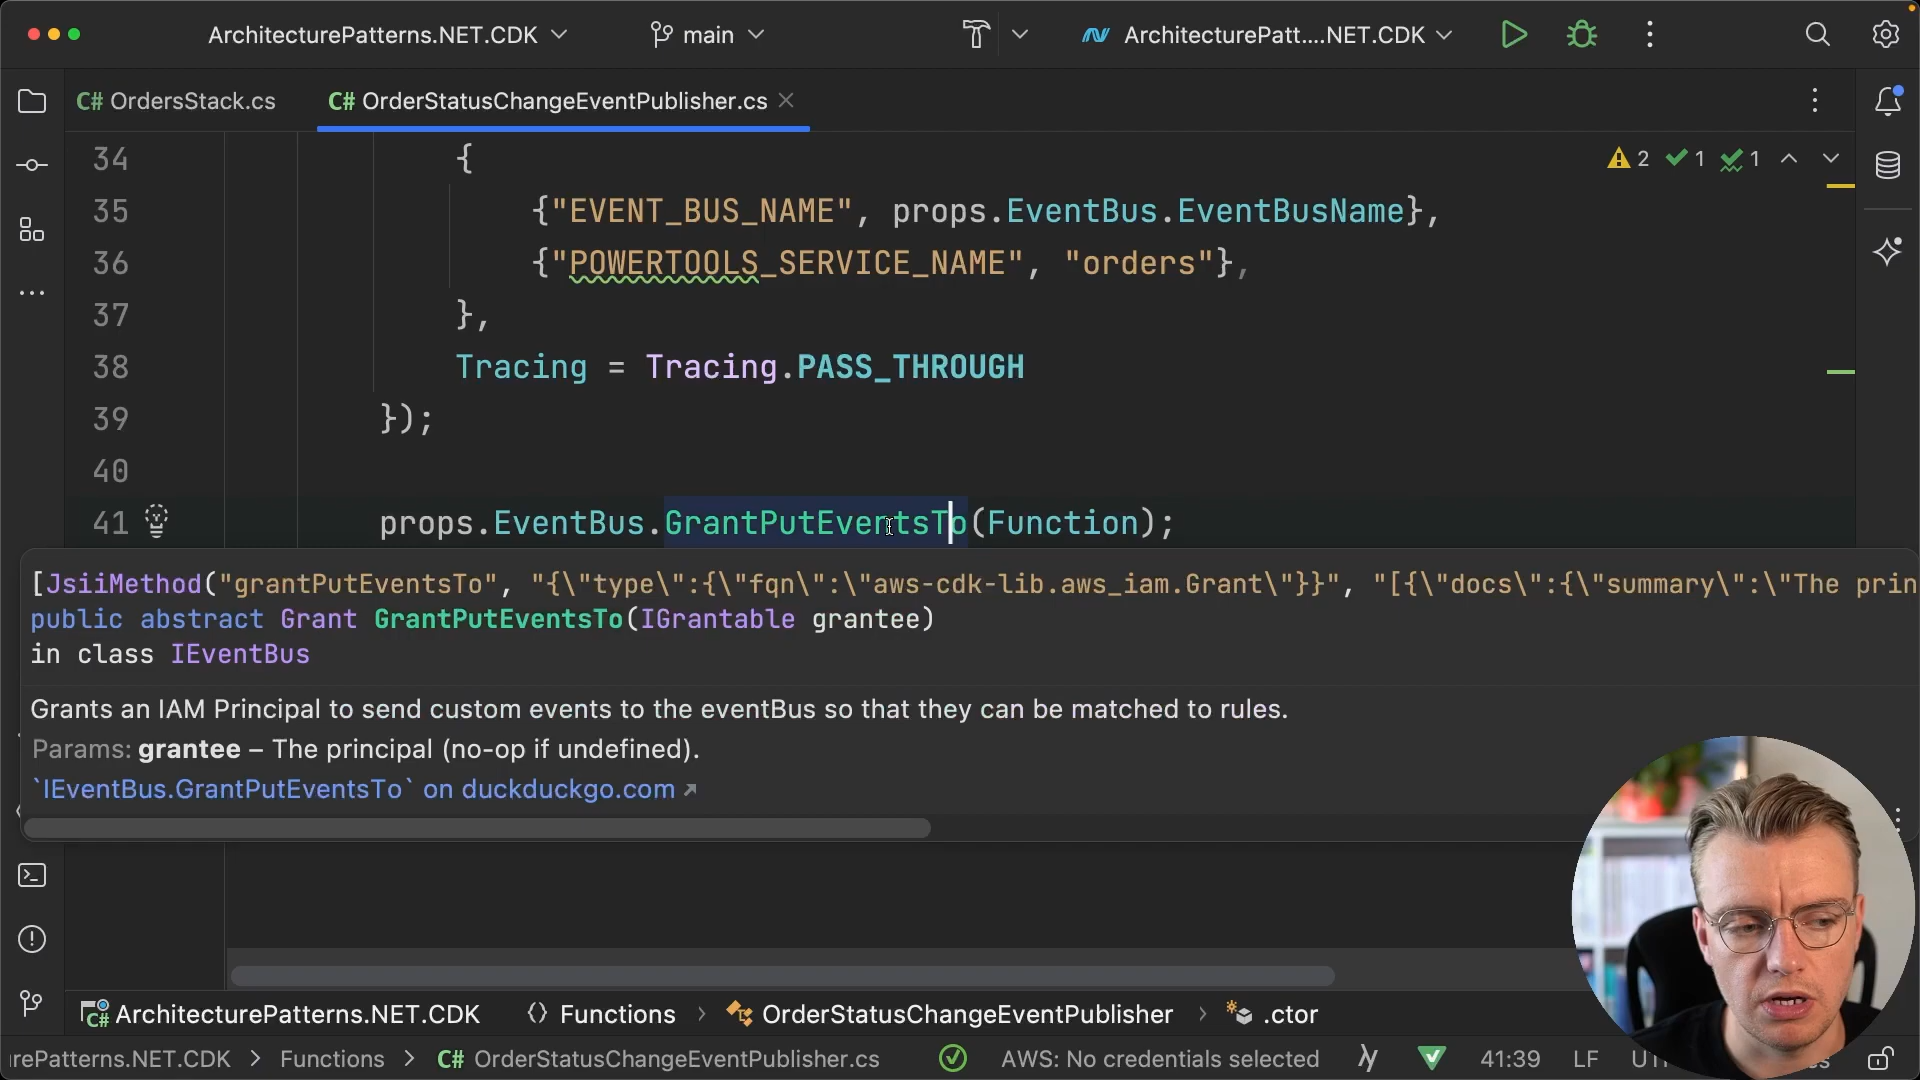 ArchitecturePatterns.NET.CDK
main
ArchitecturePatt....NET.CDK
C# OrdersStack.cs
C# OrderStatusChangeEventPublisher.cs
34 {
2 1 1
35 {"EVENT_BUS_NAME", props.EventBus.EventBusName},
36 {"POWERTOOLS_SERVICE_NAME", "orders"},
37 },
38 Tracing = Tracing.PASS_THROUGH
39 });
40
41 props.EventBus.GrantPutEventsTo(Function);
[JsiiMethod("grantPutEventsTo", "{\"type\":{\"fqn\":\"aws-cdk-lib.aws_iam.Grant\"}}", "[{\"docs\":{\"summary\":\"The prin
public abstract Grant GrantPutEventsTo(IGrantable grantee)
in class IEventBus
Grants an IAM Principal to send custom events to the eventBus so that they can be matched to rules.
Params: grantee – The principal (no-op if undefined).
`IEventBus.GrantPutEventsTo` on duckduckgo.com ↗
C# ArchitecturePatterns.NET.CDK Functions OrderStatusChangeEventPublisher .ctor
rePatterns.NET.CDK Functions C# OrderStatusChangeEventPublisher.cs AWS: No credentials selected 41:39 LF